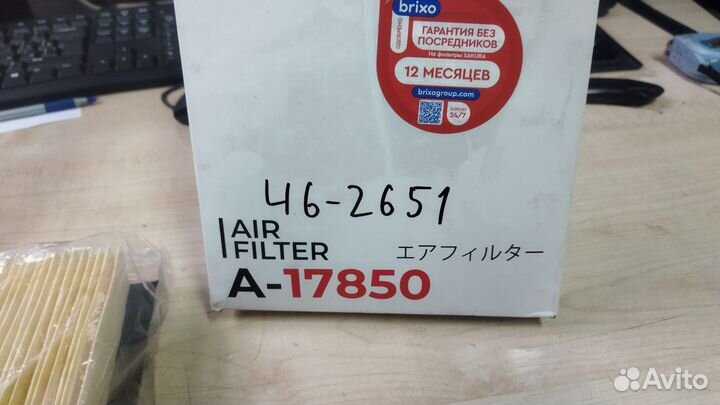 brixo
ОДОБРЕНО
ГАРАНТИЯ БЕЗ
ПОСРЕДНИКОВ
На фильтры SAKURA
12 МЕСЯЦЕВ
brixogroup.com
SUPPORT
24/7
46-2651
AIR
FILTER
エアフィルター
A-17850
Avito